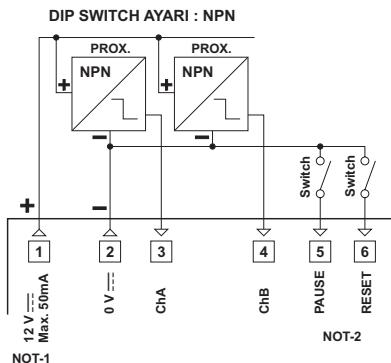 DIP SWITCH AYARI : NPN
PROX.
PROX.
NPN
NPN
+
+
−
−
Switch
Switch
+
−
1
2
3
4
5
6
12 V
Max. 50mA
0 V
ChA
ChB
PAUSE
RESET
NOT-1
NOT-2